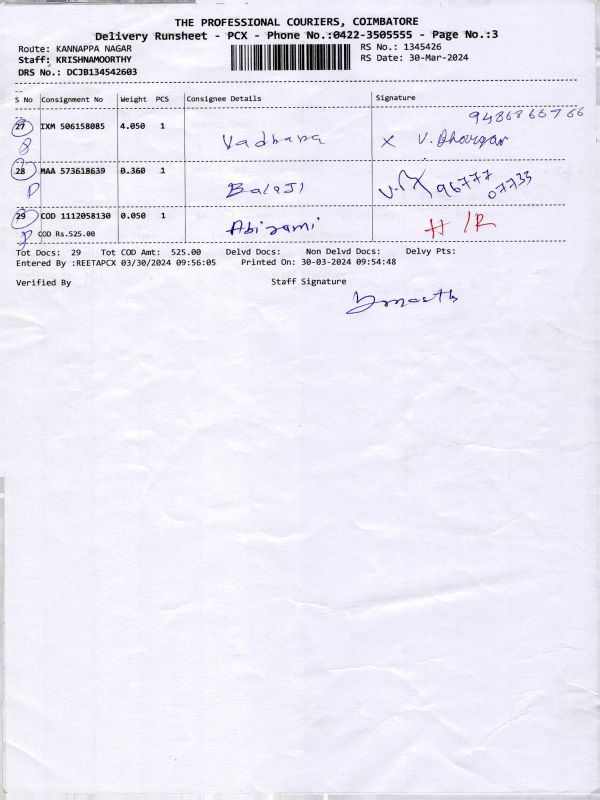 THE PROFESSIONAL COURIERS, COIMBATORE
Delivery Runsheet - PCX - Phone No.:0422-3505555 - Page No.:3
Route: KANNAPPA NAGAR RS No.: 1345426
Staff: KRISHNAMOORTHY RS Date: 30-Mar-2024
DRS No.: DCJB134542603
S No Consignment No Weight PCS Consignee Details Signature
27 IXM 506158085 4.050 1 Vadhana X V. Dhargar
28 MAA 573618639 0.360 1 BalaJI 96777
07733
29 COD 1112058130 0.050 1 Abirami H/R
COD Rs.525.00
Tot Docs: 29 Tot COD Amt: 525.00 Delvd Docs: Non Delvd Docs: Delvy Pts:
Entered By :REETAPCX 03/30/2024 09:56:05 Printed On: 30-03-2024 09:54:48
Verified By Staff Signature